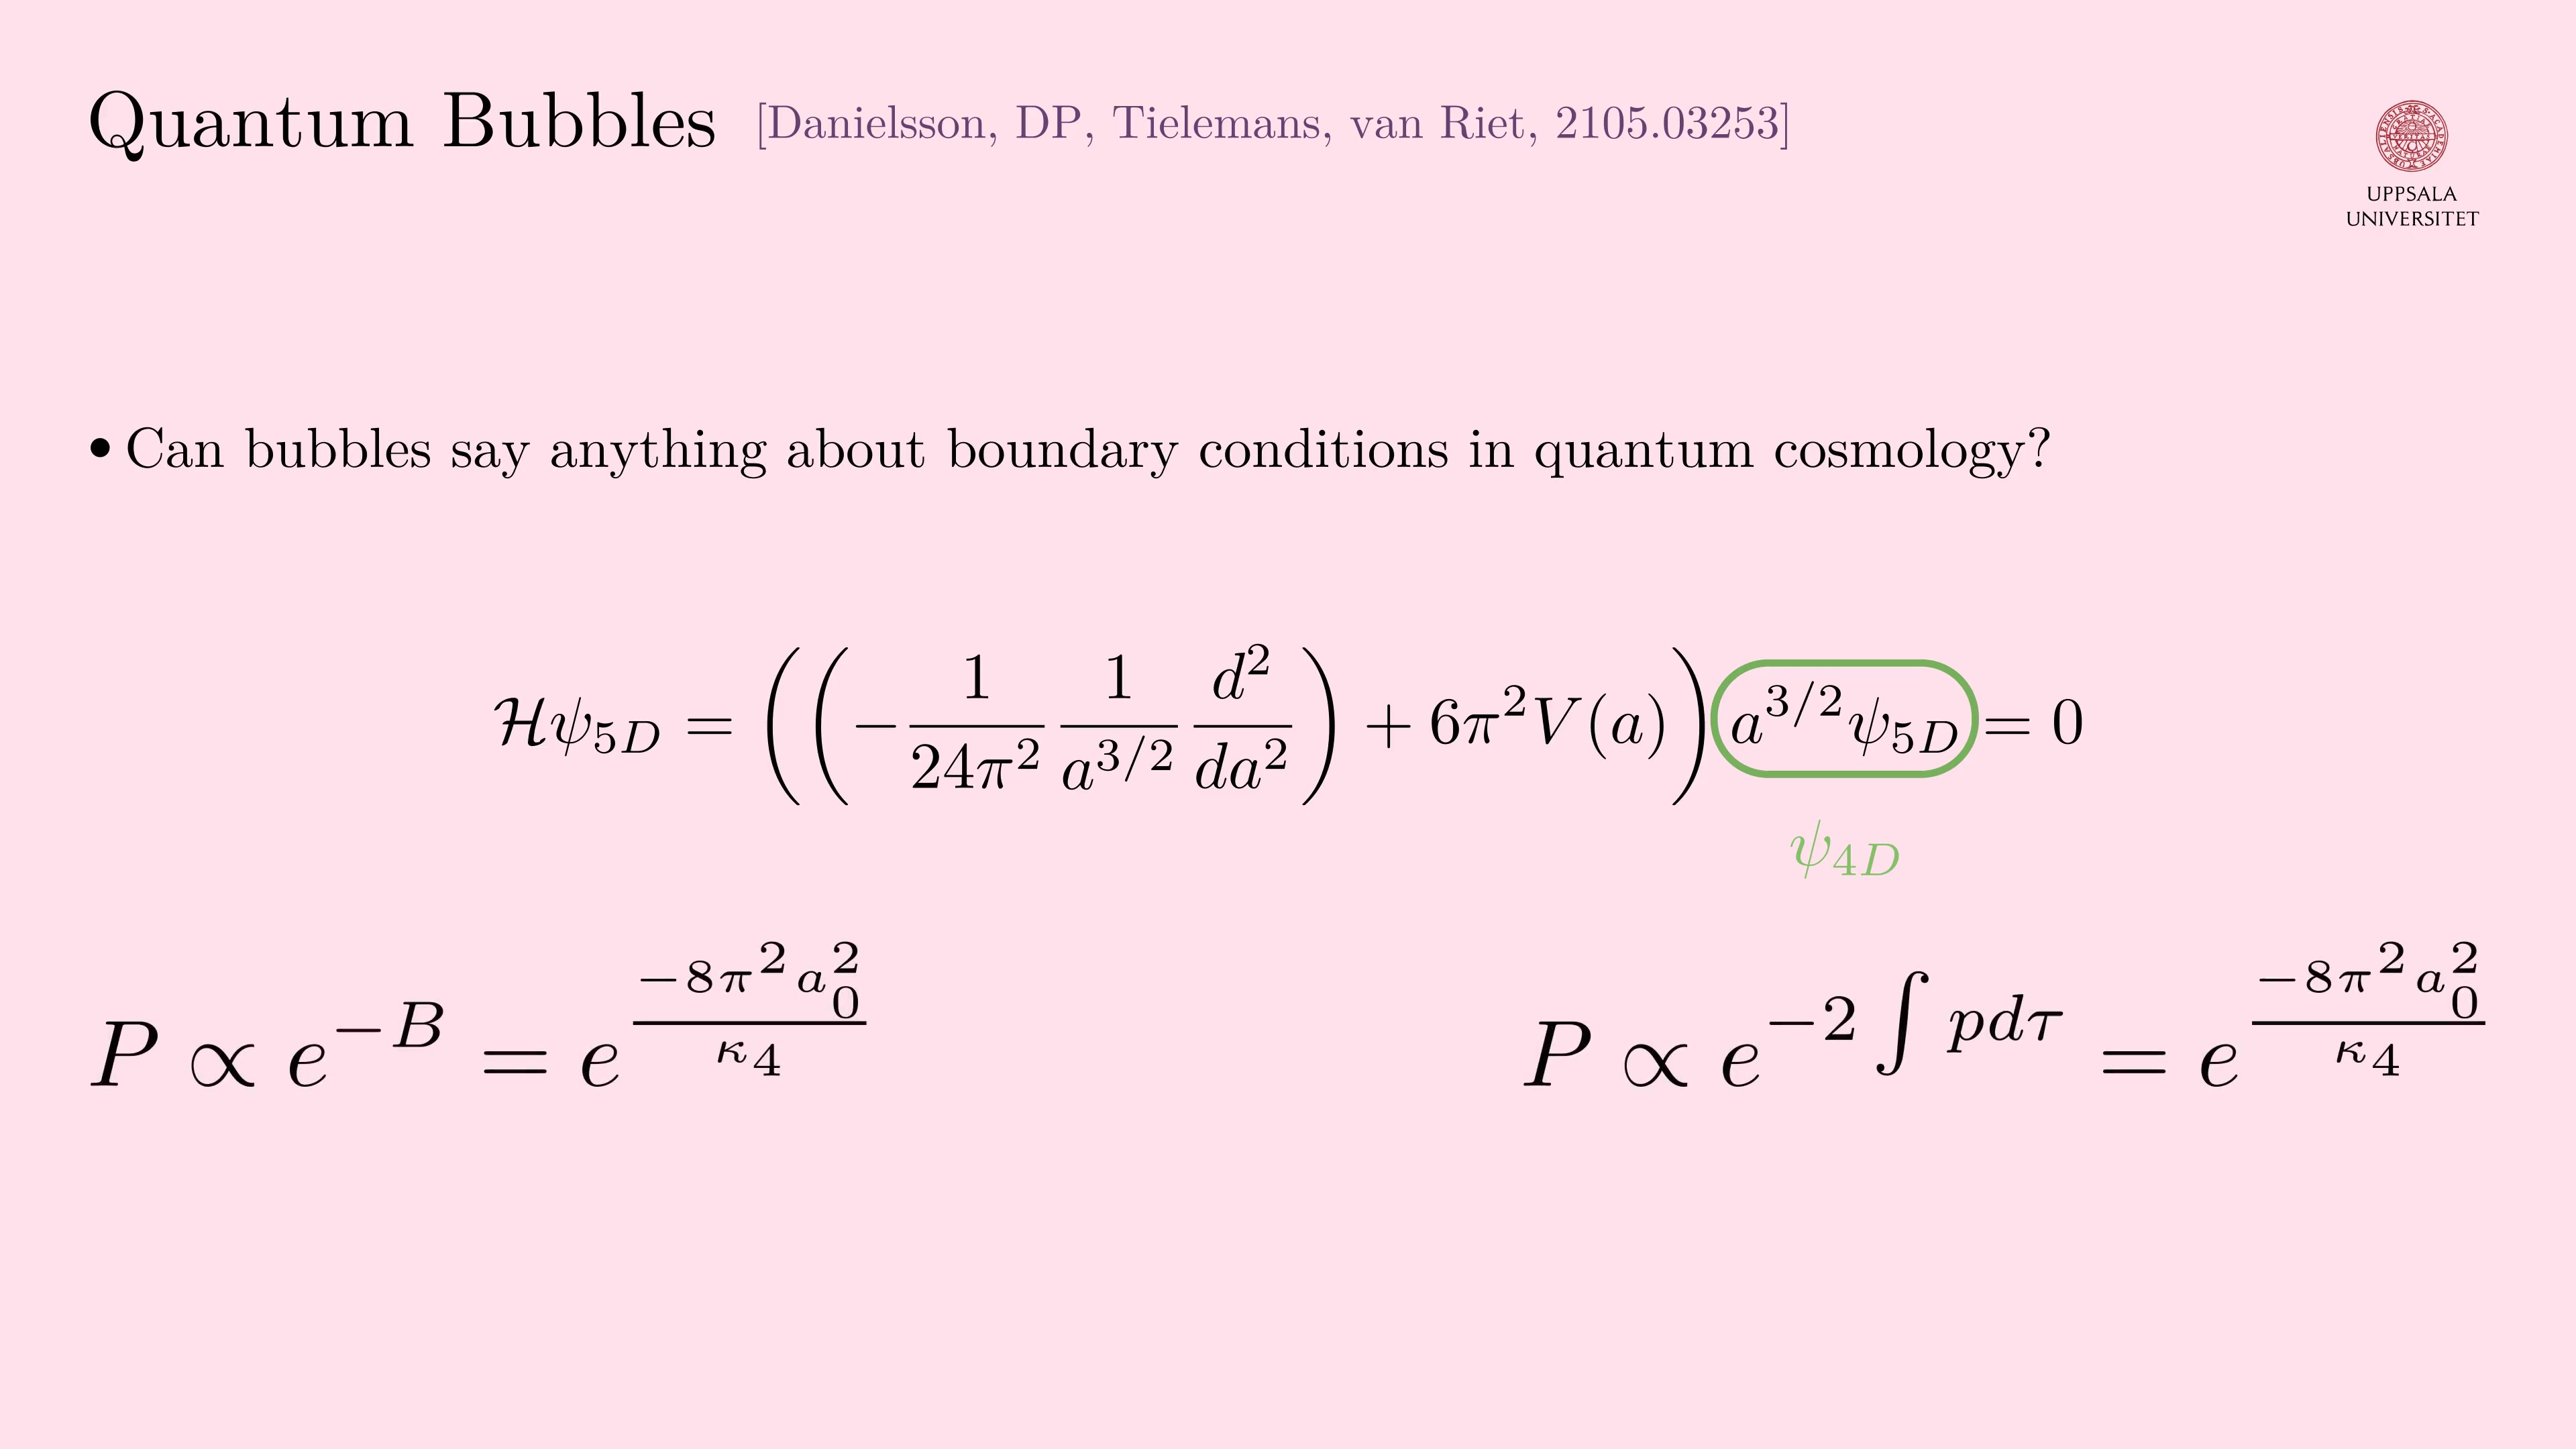 Quantum Bubbles [Danielsson, DP, Tielemans, van Riet, 2105.03253]
UPPSALA
UNIVERSITET
• Can bubbles say anything about boundary conditions in quantum cosmology?
$\mathcal{H}\psi_{5D} = \left(\left(-\frac{1}{24\pi^2}\frac{1}{a^{3/2}}\frac{d^2}{da^2}\right) + 6\pi^2 V(a)\right) a^{3/2}\psi_{5D} = 0$
$\psi_{4D}$
$P \propto e^{-B} = e^{\frac{-8\pi^2 a_0^2}{\kappa_4}}$
$P \propto e^{-2\int p d\tau} = e^{\frac{-8\pi^2 a_0^2}{\kappa_4}}$